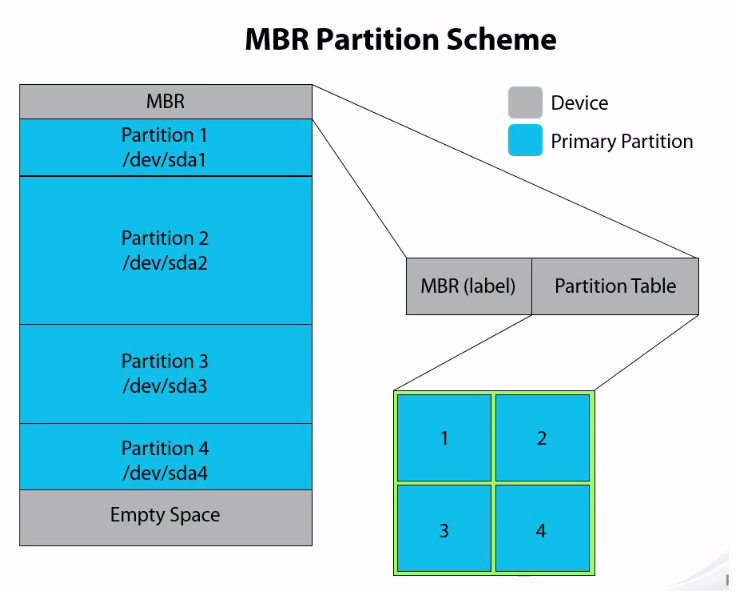 MBR Partition Scheme
MBR
Partition 1
/dev/sda1
Partition 2
/dev/sda2
Partition 3
/dev/sda3
Partition 4
/dev/sda4
Empty Space
Device
Primary Partition
MBR (label)
Partition Table
1
2
3
4